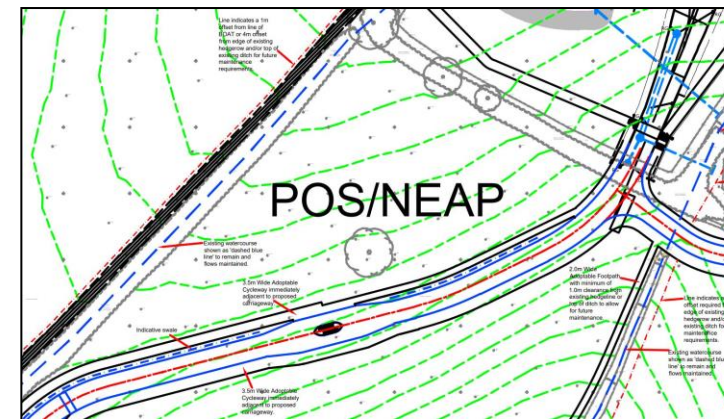 Line indicates a 1m
offset from line of
BOAT or 4m offset
from edge of existing
hedgerow and/or top of
existing ditch for future
maintenance
requirements.
POS/NEAP
Existing watercourse
shown as 'dashed blue
line' to remain and
flows maintained.
3.5m Wide Adoptable
Cycleway immediately
adjacent to proposed
carriageway.
Indicative swale
3.5m Wide Adoptable
Cycleway immediately
adjacent to proposed
carriageway.
2.0m Wide
Adoptable Footpath
with minimum of
1.0m clearance from
existing hedgeline or
top of ditch to allow
for future
maintenance.
Line indicates
offset required
edge of existing
hedgerow and/o
existing ditch fo
maintenance
requirements.
Existing watercourse
shown as 'dashed blu
line' to remain and
flows maintained.